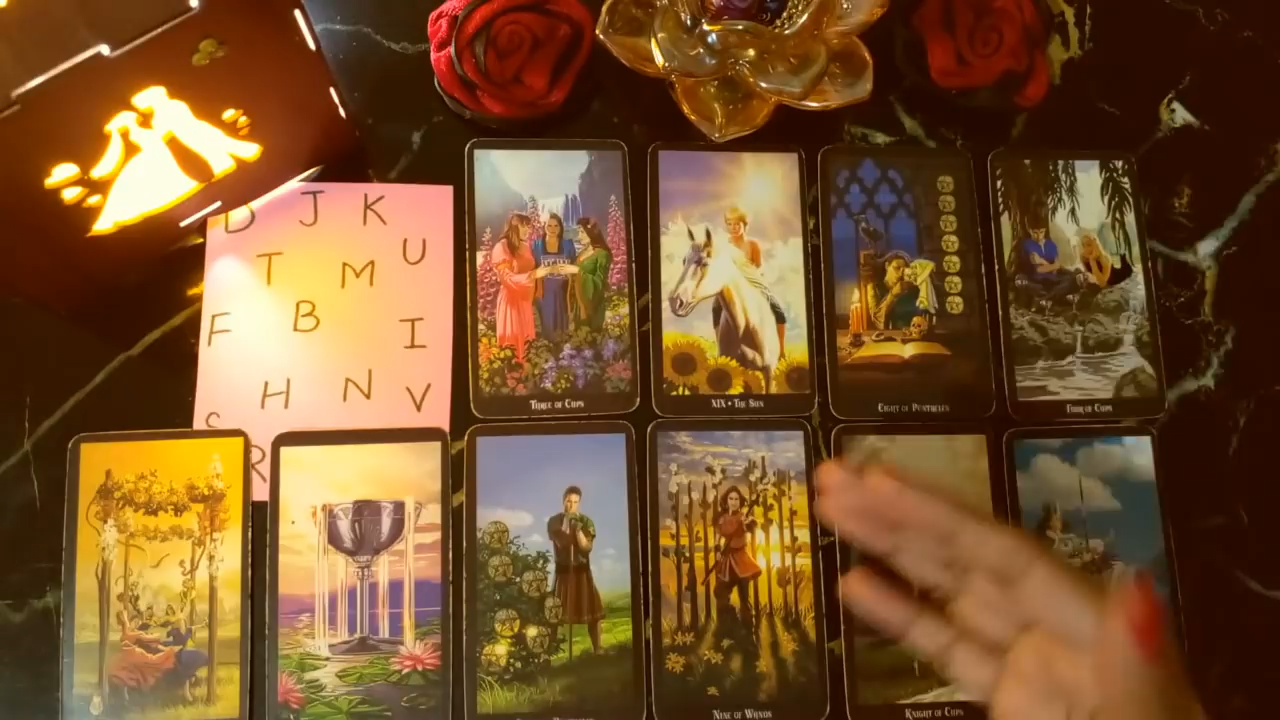 D J K
T M U
F B I
H N V
S
R
THREE OF CUPS
XIX • THE SUN
EIGHT OF PENTACLES
FOUR OF CUPS
NINE OF WANDS
KNIGHT OF CUPS